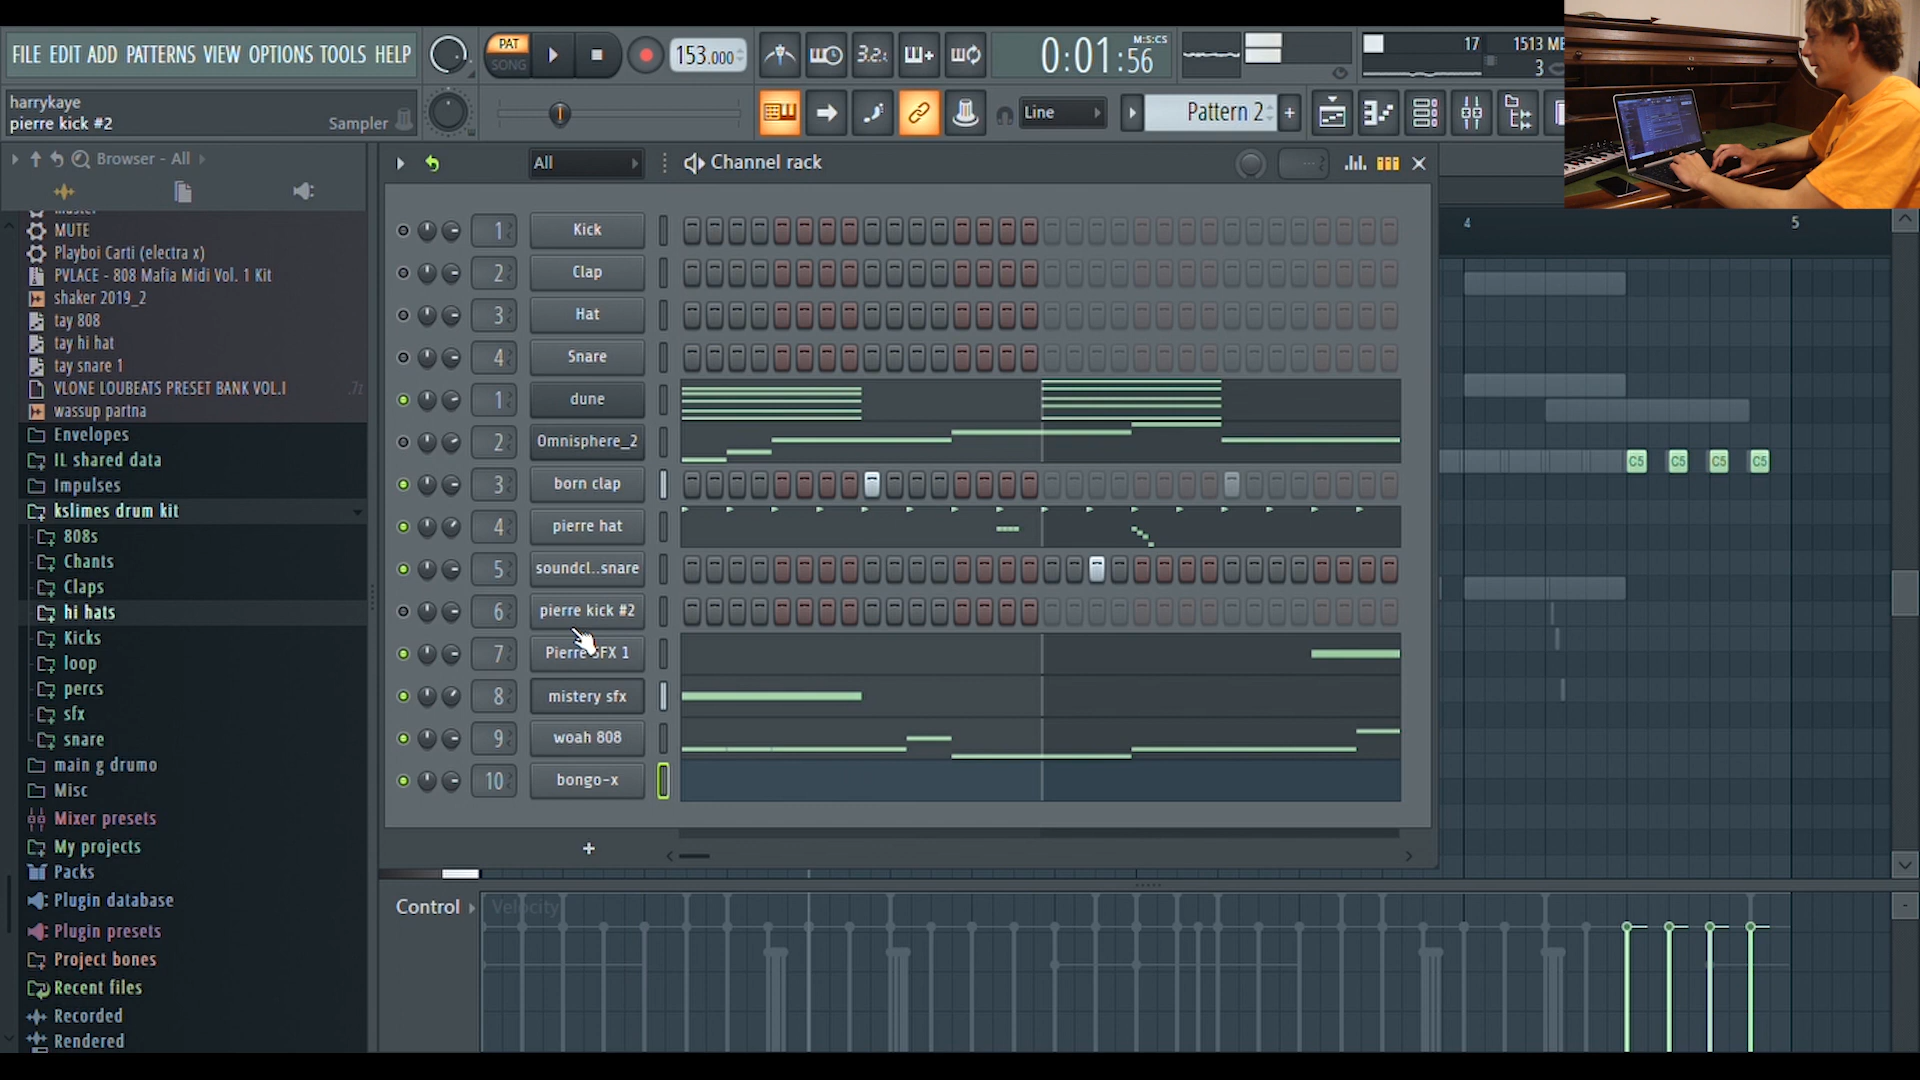 FILE EDIT ADD PATTERNS VIEW OPTIONS TOOLS HELP
PAT
SONG
153.000
3.2.
0:01:56
M:S:CS
17
1513 MB
3
harrykaye
pierre kick #2
Sampler
Line
Pattern 2
+
Browser - All
MUTE
Playboi Carti (electra x)
PVLACE - 808 Mafia Midi Vol. 1 Kit
shaker 2019_2
tay 808
tay hi hat
tay snare 1
VLONE LOUBEATS PRESET BANK VOL.I
.7z
wassup partna
Envelopes
IL shared data
Impulses
kslimes drum kit
808s
Chants
Claps
hi hats
Kicks
loop
percs
sfx
snare
main g drumo
Misc
Mixer presets
My projects
Packs
Plugin database
Plugin presets
Project bones
Recent files
Recorded
Rendered
All
Channel rack
1 Kick
2 Clap
3 Hat
4 Snare
1 dune
2 Omnisphere_2
3 born clap
4 pierre hat
5 soundcl..snare
6 pierre kick #2
7 Pierre SFX 1
8 mistery sfx
9 woah 808
10 bongo-x
+
4
5
C5 C5 C5 C5
Control
Velocity